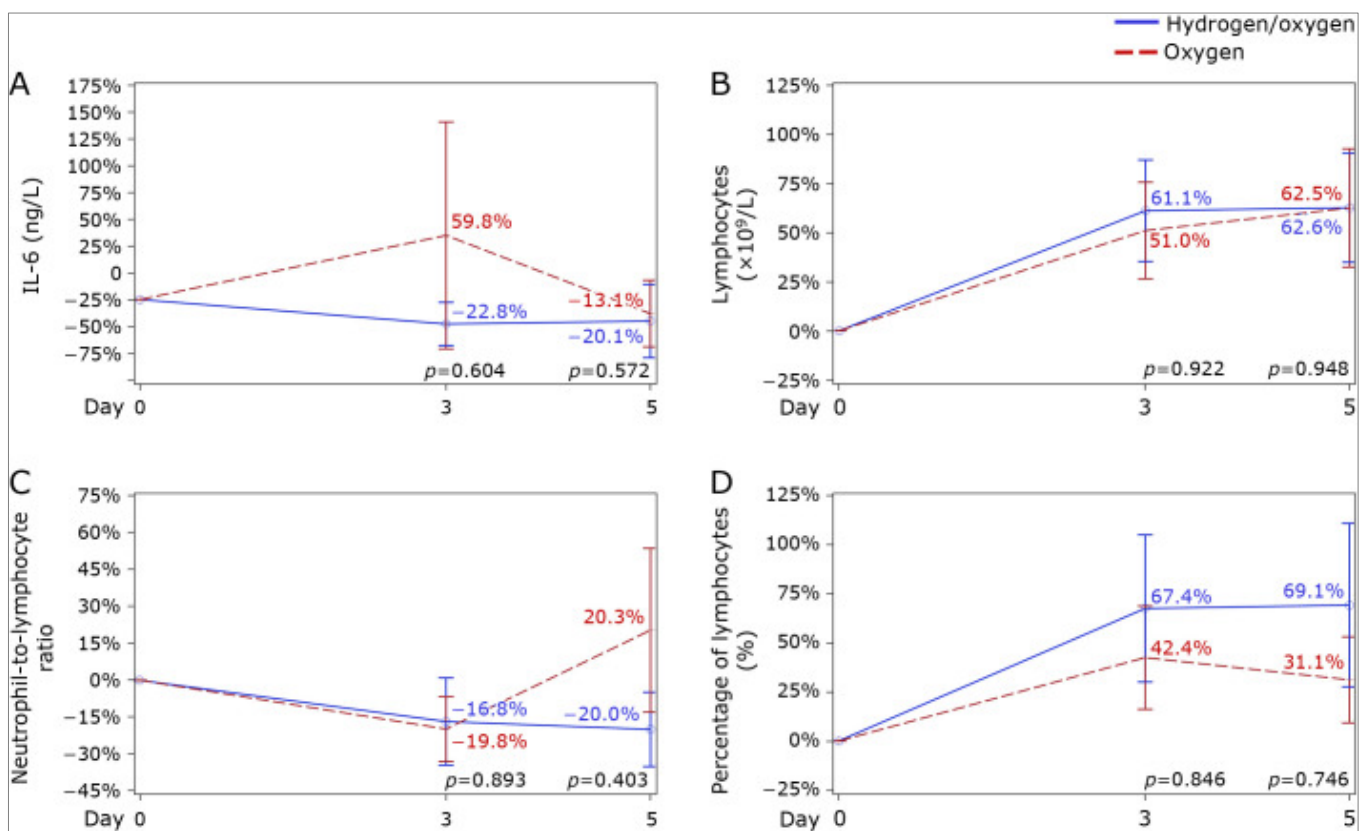 Hydrogen/oxygen
Oxygen
A
175%
150%
125%
100%
75%
50%
25%
0
−25%
−50%
−75%
IL-6 (ng/L)
59.8%
−22.8%
−13.1%
−20.1%
p=0.604
p=0.572
Day 0 3 5
B
125%
100%
75%
50%
25%
0%
−25%
Lymphocytes
(×10⁹/L)
61.1%
51.0%
62.5%
62.6%
p=0.922
p=0.948
Day 0 3 5
C
75%
60%
45%
30%
15%
0%
−15%
−30%
−45%
Neutrophil-to-lymphocyte
ratio
20.3%
−16.8%
−20.0%
−19.8%
p=0.893
p=0.403
Day 0 3 5
D
125%
100%
75%
50%
25%
0%
−25%
Percentage of lymphocytes
(%)
67.4%
69.1%
42.4%
31.1%
p=0.846
p=0.746
Day 0 3 5